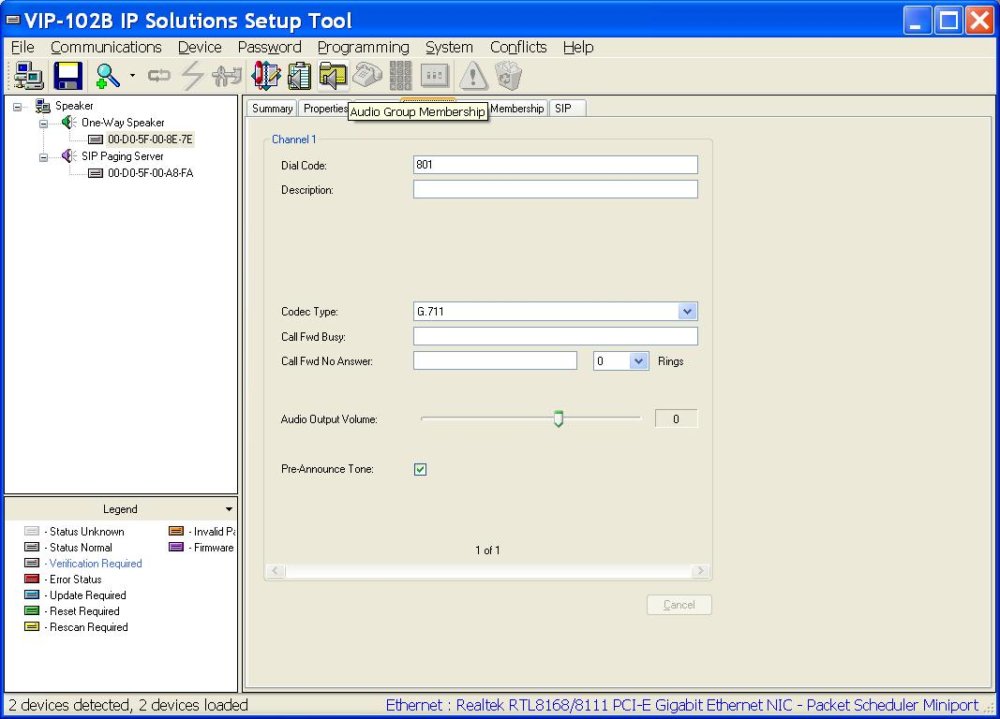 VIP-102B IP Solutions Setup Tool
File Communications Device Password Programming System Conflicts Help
Speaker
One-Way Speaker
00-D0-5F-00-8E-7E
SIP Paging Server
00-D0-5F-00-A8-FA
Summary Properties Membership SIP
Audio Group Membership
Channel 1
Dial Code: 801
Description:
Codec Type: G.711
Call Fwd Busy:
Call Fwd No Answer: 0 Rings
Audio Output Volume: 0
Pre-Announce Tone:
1 of 1
Cancel
Legend
- Status Unknown - Invalid Pa
- Status Normal - Firmware
- Verification Required
- Error Status
- Update Required
- Reset Required
- Rescan Required
2 devices detected, 2 devices loaded
Ethernet : Realtek RTL8168/8111 PCI-E Gigabit Ethernet NIC - Packet Scheduler Miniport